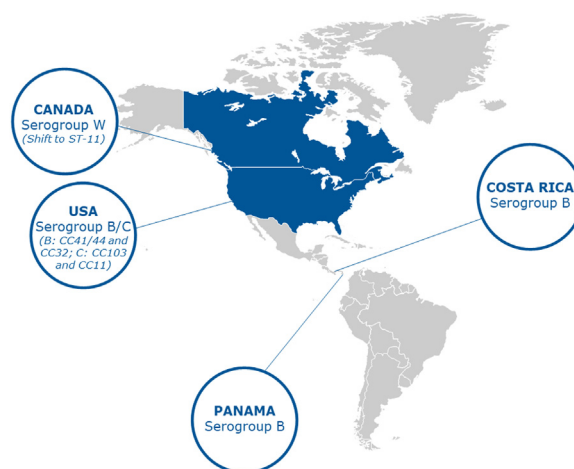 CANADA
Serogroup W
(Shift to ST-11)
USA
Serogroup B/C
(B: CC41/44 and
CC32; C: CC103
and CC11)
COSTA RICA
Serogroup B
PANAMA
Serogroup B